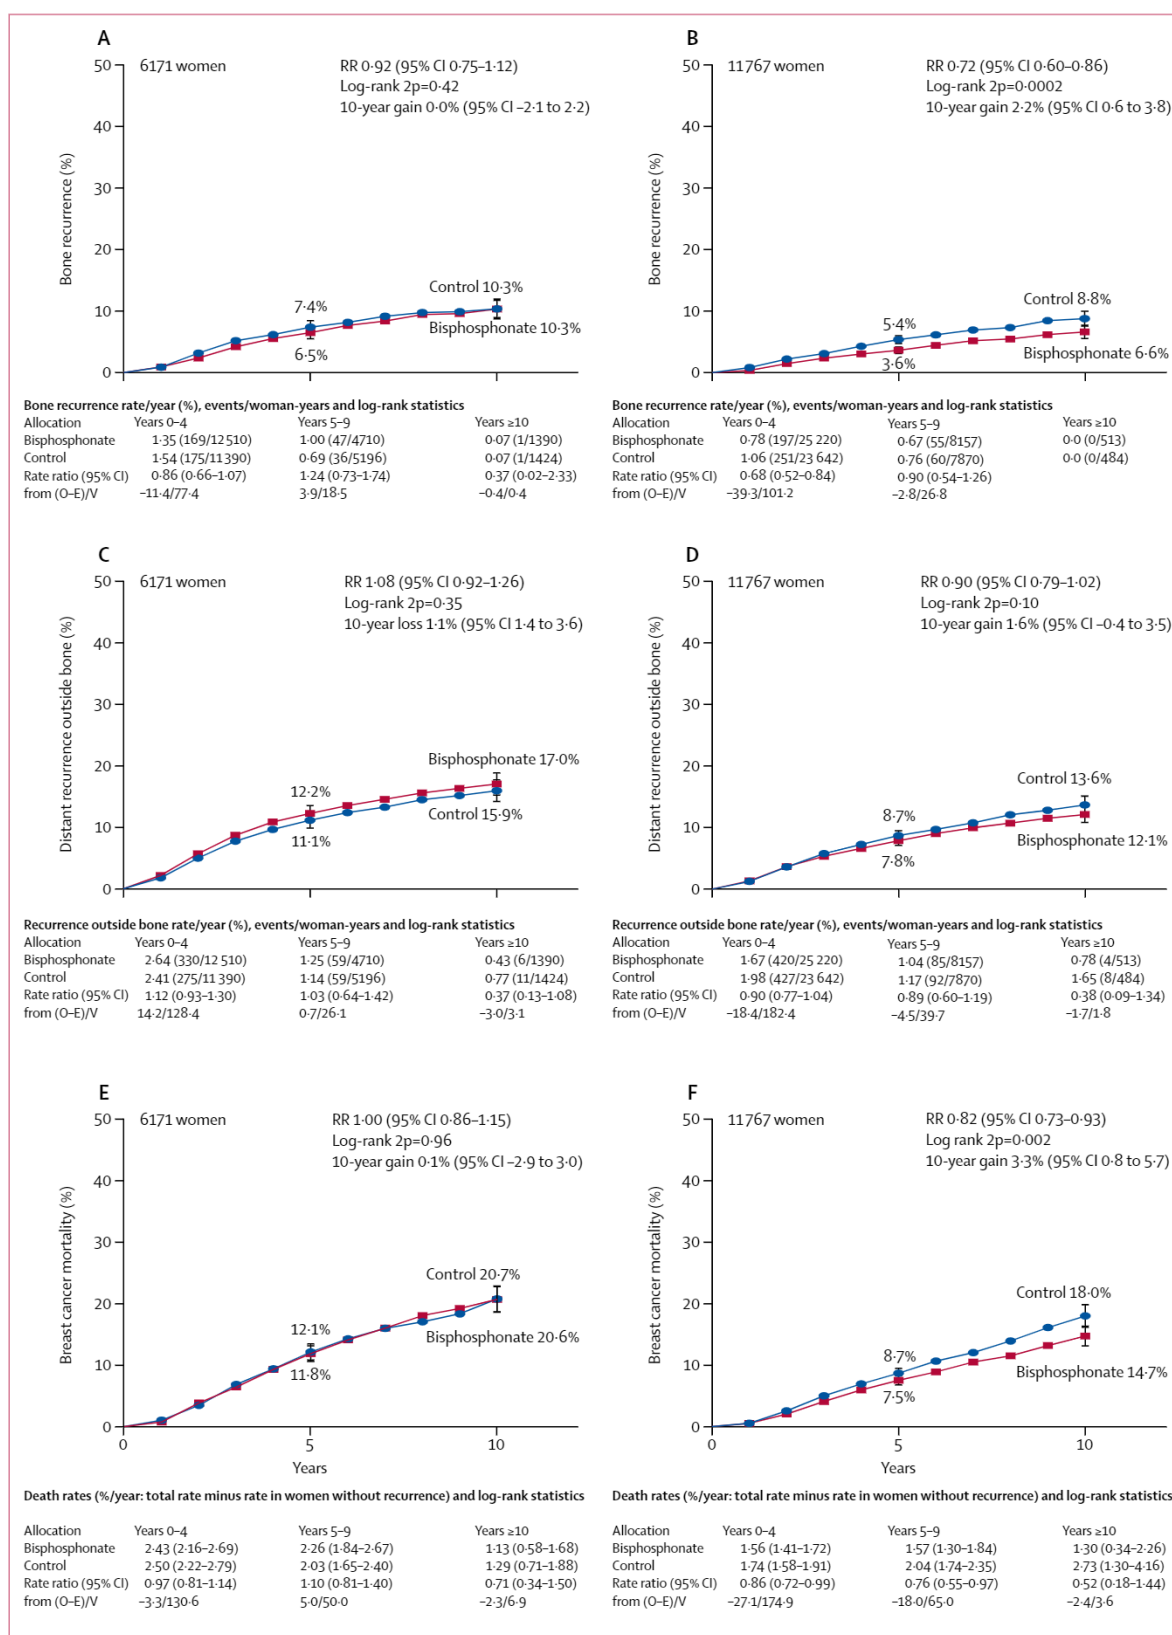 A
50
40
30
20
10
0
Bone recurrence (%)
6171 women
RR 0·92 (95% CI 0·75–1·12)
Log-rank 2p=0·42
10-year gain 0·0% (95% CI –2·1 to 2·2)
7·4%
6·5%
Control 10·3%
Bisphosphonate 10·3%
Bone recurrence rate/year (%), events/woman-years and log-rank statistics
Allocation Years 0–4 Years 5–9 Years ≥10
Bisphosphonate 1·35 (169/12 510) 1·00 (47/4710) 0·07 (1/1390)
Control 1·54 (175/11 390) 0·69 (36/5196) 0·07 (1/1424)
Rate ratio (95% CI) 0·86 (0·66–1·07) 1·24 (0·73–1·74) 0·37 (0·02–2·33)
from (O–E)/V –11·4/77·4 3·9/18·5 –0·4/0·4
B
50
40
30
20
10
0
Bone recurrence (%)
11767 women
RR 0·72 (95% CI 0·60–0·86)
Log-rank 2p=0·0002
10-year gain 2·2% (95% CI 0·6 to 3·8)
5·4%
3·6%
Control 8·8%
Bisphosphonate 6·6%
Bone recurrence rate/year (%), events/woman-years and log-rank statistics
Allocation Years 0–4 Years 5–9 Years ≥10
Bisphosphonate 0·78 (197/25 220) 0·67 (55/8157) 0·0 (0/513)
Control 1·06 (251/23 642) 0·76 (60/7870) 0·0 (0/484)
Rate ratio (95% CI) 0·68 (0·52–0·84) 0·90 (0·54–1·26)
from (O–E)/V –39·3/101·2 –2·8/26·8
C
50
40
30
20
10
0
Distant recurrence outside bone (%)
6171 women
RR 1·08 (95% CI 0·92–1·26)
Log-rank 2p=0·35
10-year loss 1·1% (95% CI 1·4 to 3·6)
12·2%
11·1%
Bisphosphonate 17·0%
Control 15·9%
Recurrence outside bone rate/year (%), events/woman-years and log-rank statistics
Allocation Years 0–4 Years 5–9 Years ≥10
Bisphosphonate 2·64 (330/12 510) 1·25 (59/4710) 0·43 (6/1390)
Control 2·41 (275/11 390) 1·14 (59/5196) 0·77 (11/1424)
Rate ratio (95% CI) 1·12 (0·93–1·30) 1·03 (0·64–1·42) 0·37 (0·13–1·08)
from (O–E)/V 14·2/128·4 0·7/26·1 –3·0/3·1
D
50
40
30
20
10
0
Distant recurrence outside bone (%)
11767 women
RR 0·90 (95% CI 0·79–1·02)
Log-rank 2p=0·10
10-year gain 1·6% (95% CI –0·4 to 3·5)
8·7%
7·8%
Control 13·6%
Bisphosphonate 12·1%
Recurrence outside bone rate/year (%), events/woman-years and log-rank statistics
Allocation Years 0–4 Years 5–9 Years ≥10
Bisphosphonate 1·67 (420/25 220) 1·04 (85/8157) 0·78 (4/513)
Control 1·98 (427/23 642) 1·17 (92/7870) 1·65 (8/484)
Rate ratio (95% CI) 0·90 (0·77–1·04) 0·89 (0·60–1·19) 0·38 (0·09–1·34)
from (O–E)/V –18·4/182·4 –4·5/39·7 –1·7/1·8
E
50
40
30
20
10
0
Breast cancer mortality (%)
6171 women
RR 1·00 (95% CI 0·86–1·15)
Log-rank 2p=0·96
10-year gain 0·1% (95% CI –2·9 to 3·0)
12·1%
11·8%
Control 20·7%
Bisphosphonate 20·6%
0 5 10
Years
Death rates (%/year: total rate minus rate in women without recurrence) and log-rank statistics
Allocation Years 0–4 Years 5–9 Years ≥10
Bisphosphonate 2·43 (2·16–2·69) 2·26 (1·84–2·67) 1·13 (0·58–1·68)
Control 2·50 (2·22–2·79) 2·03 (1·65–2·40) 1·29 (0·71–1·88)
Rate ratio (95% CI) 0·97 (0·81–1·14) 1·10 (0·81–1·40) 0·71 (0·34–1·50)
from (O–E)/V –3·3/130·6 5·0/50·0 –2·3/6·9
F
50
40
30
20
10
0
Breast cancer mortality (%)
11767 women
RR 0·82 (95% CI 0·73–0·93)
Log rank 2p=0·002
10-year gain 3·3% (95% CI 0·8 to 5·7)
8·7%
7·5%
Control 18·0%
Bisphosphonate 14·7%
0 5 10
Years
Death rates (%/year: total rate minus rate in women without recurrence) and log-rank statistics
Allocation Years 0–4 Years 5–9 Years ≥10
Bisphosphonate 1·56 (1·41–1·72) 1·57 (1·30–1·84) 1·30 (0·34–2·26)
Control 1·74 (1·58–1·91) 2·04 (1·74–2·35) 2·73 (1·30–4·16)
Rate ratio (95% CI) 0·86 (0·72–0·99) 0·76 (0·55–0·97) 0·52 (0·18–1·44)
from (O–E)/V –27·1/174·9 –18·0/65·0 –2·4/3·6